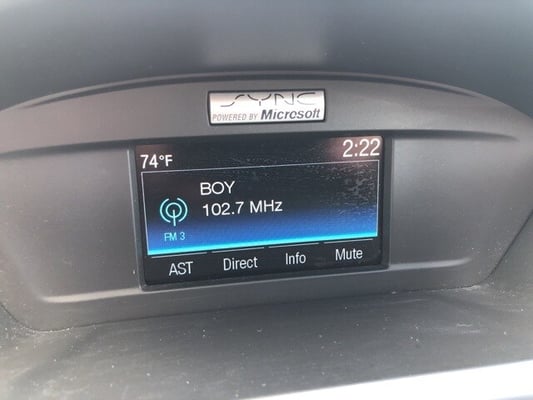 SYNC
POWERED BY Microsoft
74°F 2:22
BOY
102.7 MHz
FM 3
AST Direct Info Mute